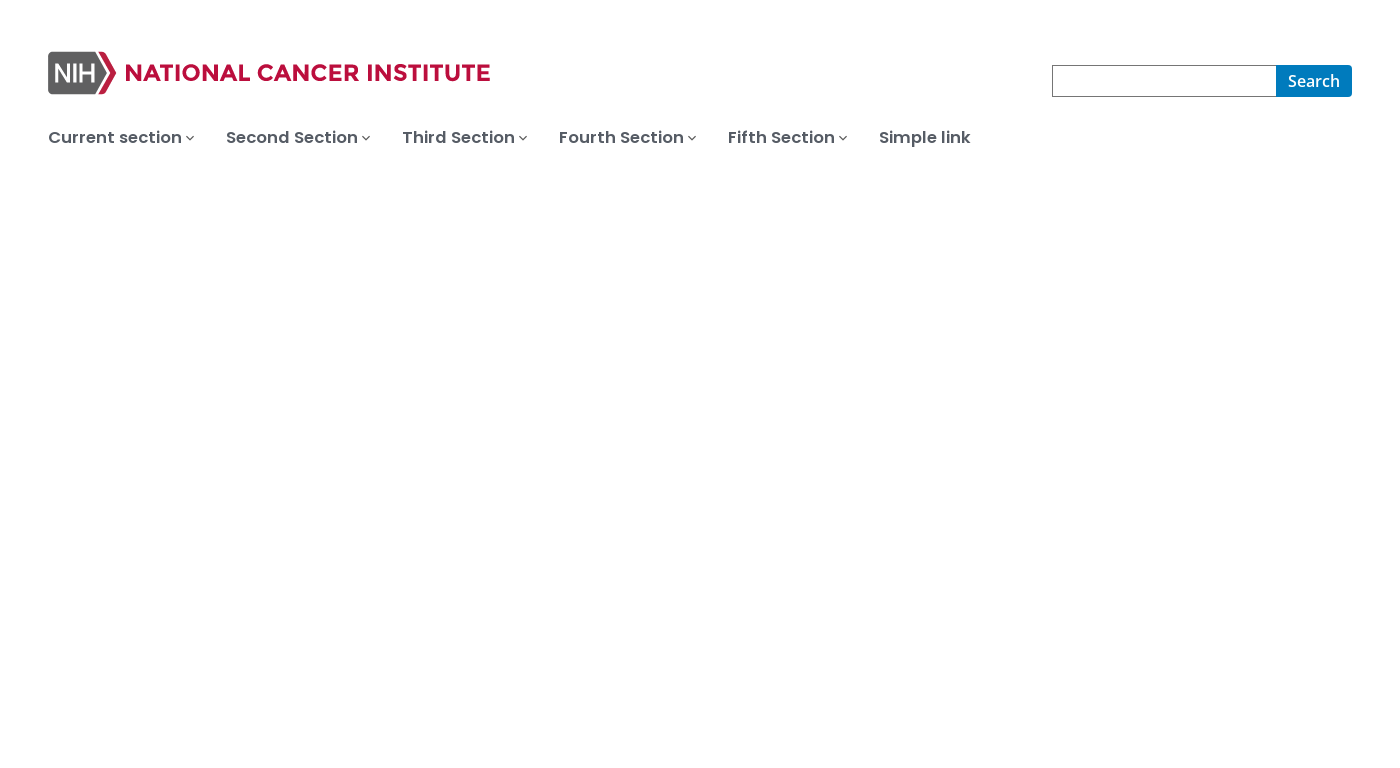 NIH NATIONAL CANCER INSTITUTE
Search
Current section Second Section Third Section Fourth Section Fifth Section Simple link